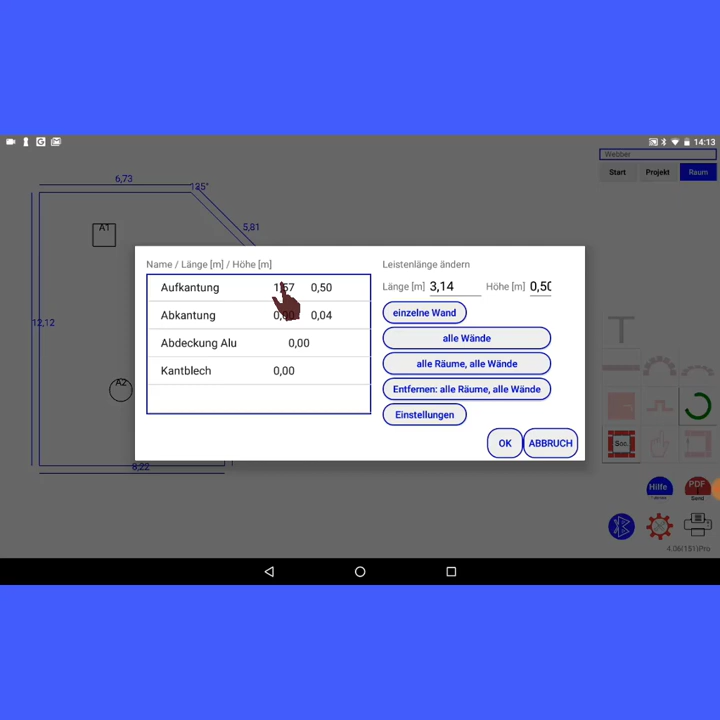 14:13
Webber
Start Projekt Raum
6,73
135°
A1
5,81
Name / Länge [m] / Höhe [m]
Leistenlänge ändern
Aufkantung 0,50
Länge [m] 3,14 Höhe [m] 0,50
Abkantung 0,04
einzelne Wand
12,12
alle Wände
Abdeckung Alu 0,00
alle Räume, alle Wände
Kantblech 0,00
A2
Entfernen: alle Räume, alle Wände
Einstellungen
OK ABBRUCH
Soc.
8,22
Hilfe
PDF
Send
4.06(151)Pro